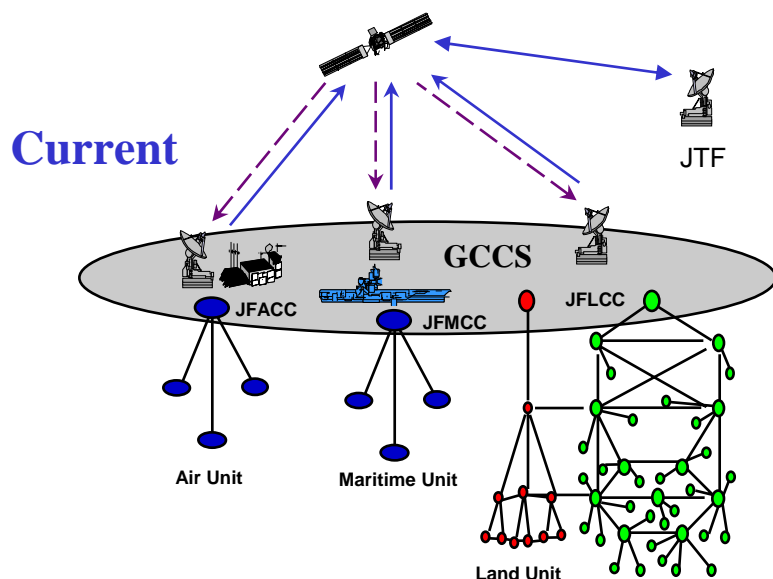 Current
JTF
GCCS
JFACC
JFMCC
JFLCC
Air Unit
Maritime Unit
Land Unit